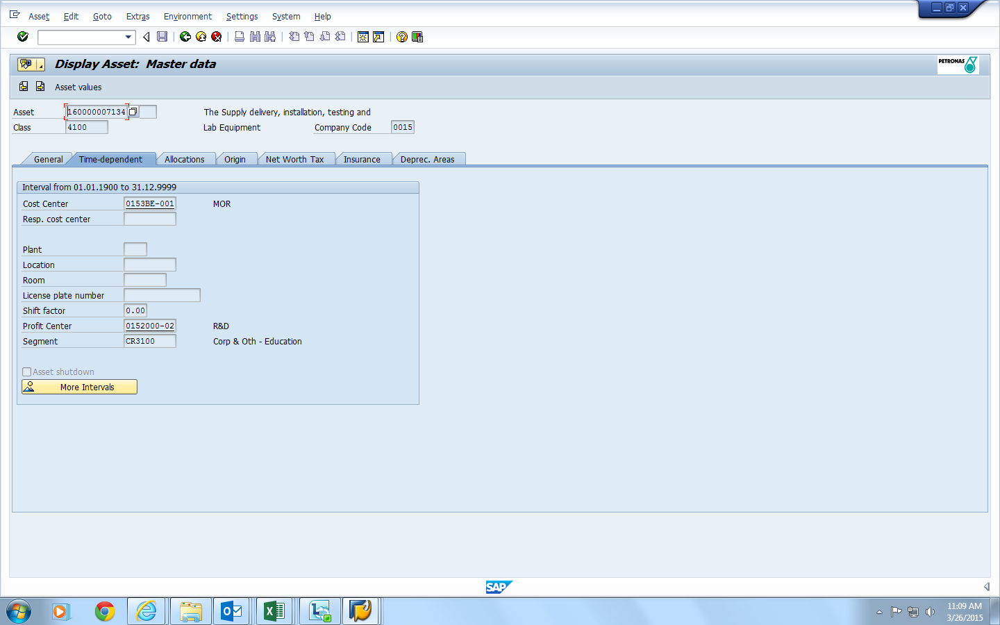 Asset Edit Goto Extras Environment Settings System Help
Display Asset: Master data
PETRONAS
Asset values
Asset 160000007134 The Supply delivery, installation, testing and
Class 4100 Lab Equipment Company Code 0015
General Time-dependent Allocations Origin Net Worth Tax Insurance Deprec. Areas
Interval from 01.01.1900 to 31.12.9999
Cost Center 0153BE-001 MOR
Resp. cost center
Plant
Location
Room
License plate number
Shift factor 0.00
Profit Center 0152000-02 R&D
Segment CR3100 Corp & Oth - Education
Asset shutdown
More Intervals
SAP
11:09 AM
3/26/2015